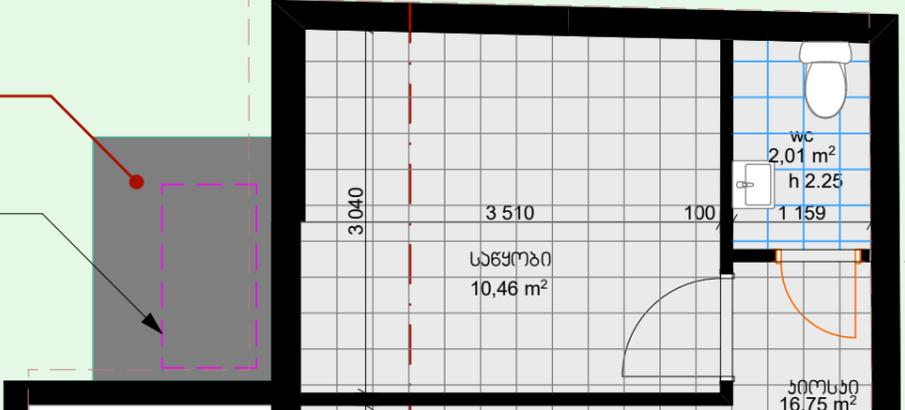 wc
2,01 m²
h 2.25
3 040
3 510
100
1 159
საწყობი
10,46 m²
კიოსკი
16,75 m²